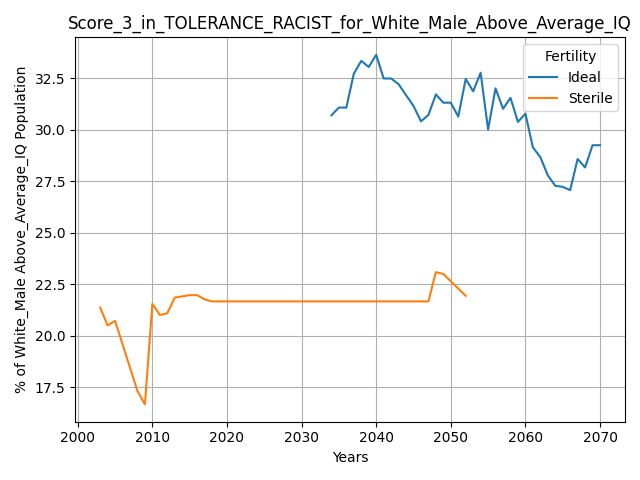 Score_3_in_TOLERANCE_RACIST_for_White_Male_Above_Average_IQ
% of White_Male Above_Average_IQ Population
32.5
30.0
27.5
25.0
22.5
20.0
17.5
Fertility
Ideal
Sterile
2000 2010 2020 2030 2040 2050 2060 2070
Years